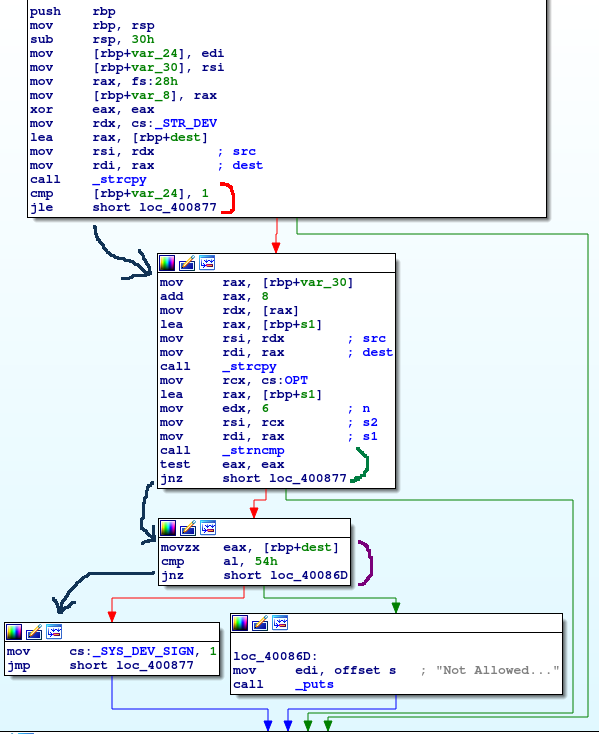 push    rbp
mov     rbp, rsp
sub     rsp, 30h
mov     [rbp+var_24], edi
mov     [rbp+var_30], rsi
mov     rax, fs:28h
mov     [rbp+var_8], rax
xor     eax, eax
mov     rdx, cs:_STR_DEV
lea     rax, [rbp+dest]
mov     rsi, rdx        ; src
mov     rdi, rax        ; dest
call    _strcpy
cmp     [rbp+var_24], 1
jle     short loc_400877
mov     rax, [rbp+var_30]
add     rax, 8
mov     rdx, [rax]
lea     rax, [rbp+s1]
mov     rsi, rdx        ; src
mov     rdi, rax        ; dest
call    _strcpy
mov     rcx, cs:OPT
lea     rax, [rbp+s1]
mov     edx, 6          ; n
mov     rsi, rcx        ; s2
mov     rdi, rax        ; s1
call    _strncmp
test    eax, eax
jnz     short loc_400877
movzx   eax, [rbp+dest]
cmp     al, 54h
jnz     short loc_40086D
mov     cs:_SYS_DEV_SIGN, 1
jmp     short loc_400877
loc_40086D:
mov     edi, offset s   ; "Not Allowed..."
call    _puts